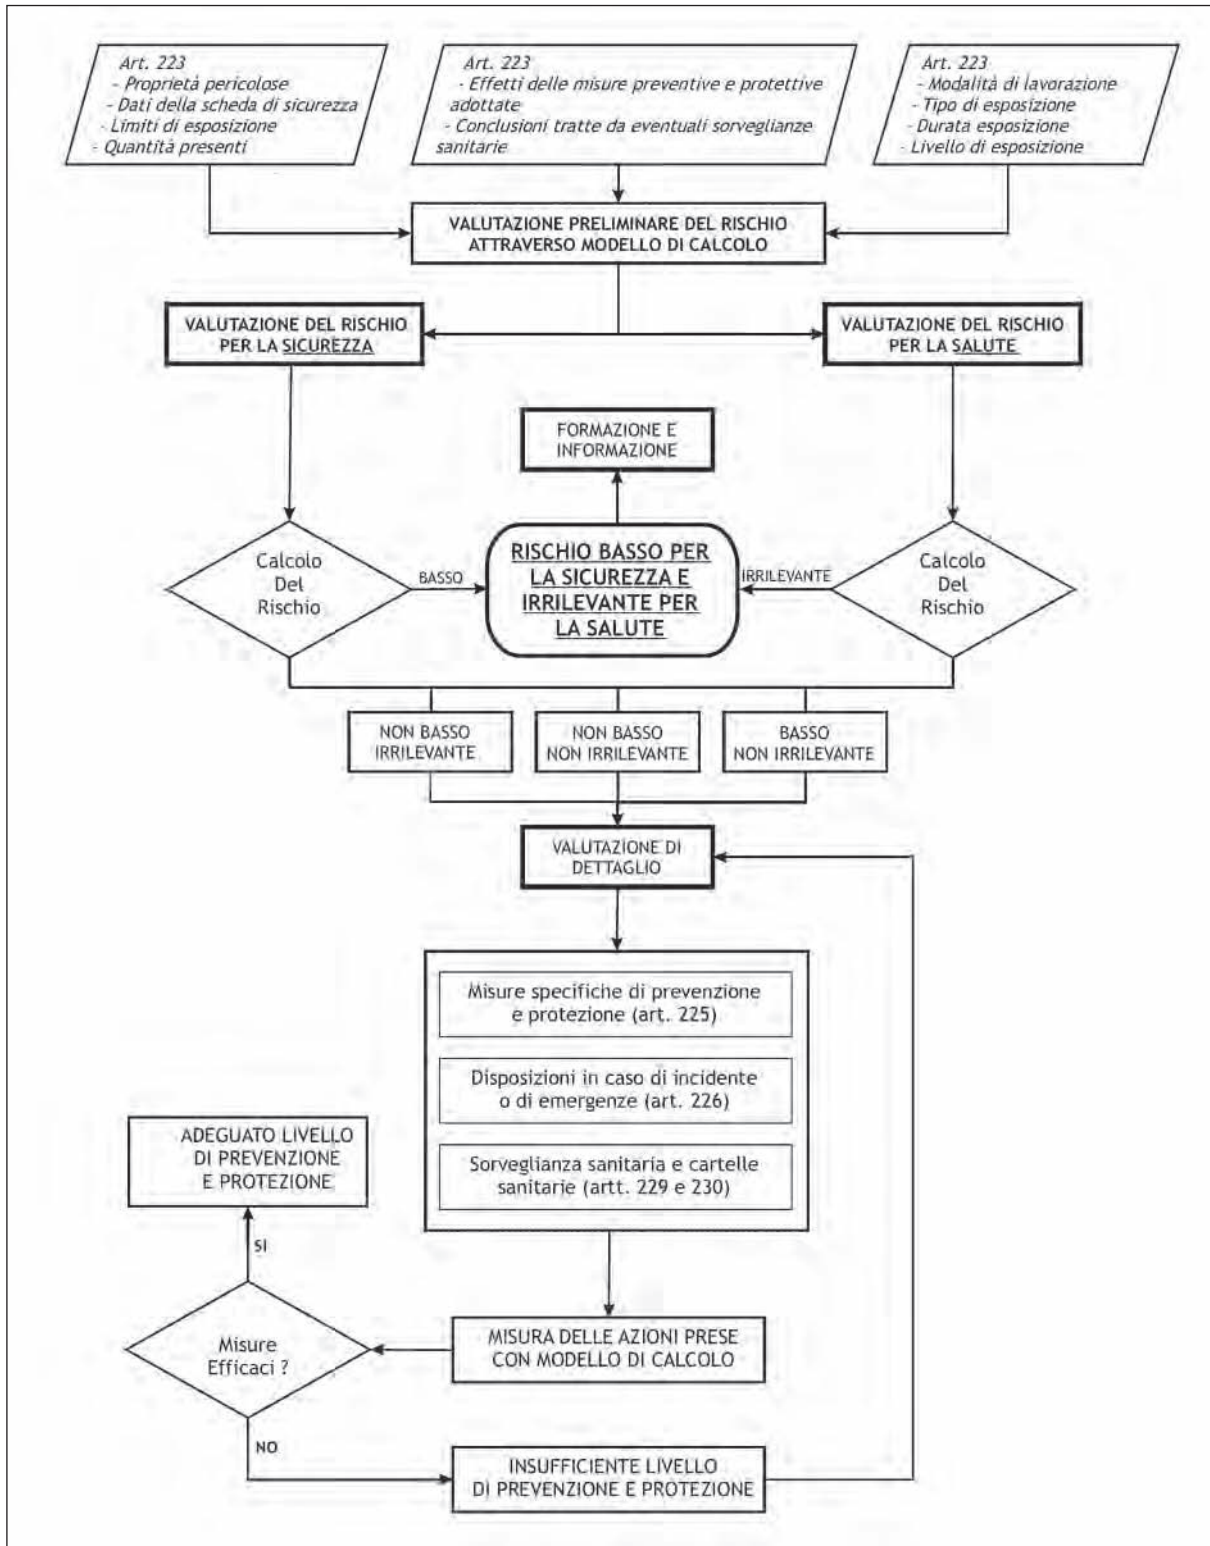 Art. 223
- Proprietà pericolose
- Dati della scheda di sicurezza
- Limiti di esposizione
- Quantità presenti
Art. 223
- Effetti delle misure preventive e protettive
adottate
- Conclusioni tratte da eventuali sorveglianze
sanitarie
Art. 223
- Modalità di lavorazione
- Tipo di esposizione
- Durata esposizione
- Livello di esposizione
VALUTAZIONE PRELIMINARE DEL RISCHIO
ATTRAVERSO MODELLO DI CALCOLO
VALUTAZIONE DEL RISCHIO
PER LA SICUREZZA
VALUTAZIONE DEL RISCHIO
PER LA SALUTE
FORMAZIONE E
INFORMAZIONE
Calcolo
Del
Rischio
BASSO
RISCHIO BASSO PER
LA SICUREZZA E
IRRILEVANTE PER
LA SALUTE
IRRILEVANTE
Calcolo
Del
Rischio
NON BASSO
IRRILEVANTE
NON BASSO
NON IRRILEVANTE
BASSO
NON IRRILEVANTE
VALUTAZIONE DI
DETTAGLIO
Misure specifiche di prevenzione
e protezione (art. 225)
Disposizioni in caso di incidente
o di emergenze (art. 226)
Sorveglianza sanitaria e cartelle
sanitarie (artt. 229 e 230)
ADEGUATO LIVELLO
DI PREVENZIONE
E PROTEZIONE
SI
Misure
Efficaci ?
MISURA DELLE AZIONI PRESE
CON MODELLO DI CALCOLO
NO
INSUFFICIENTE LIVELLO
DI PREVENZIONE E PROTEZIONE